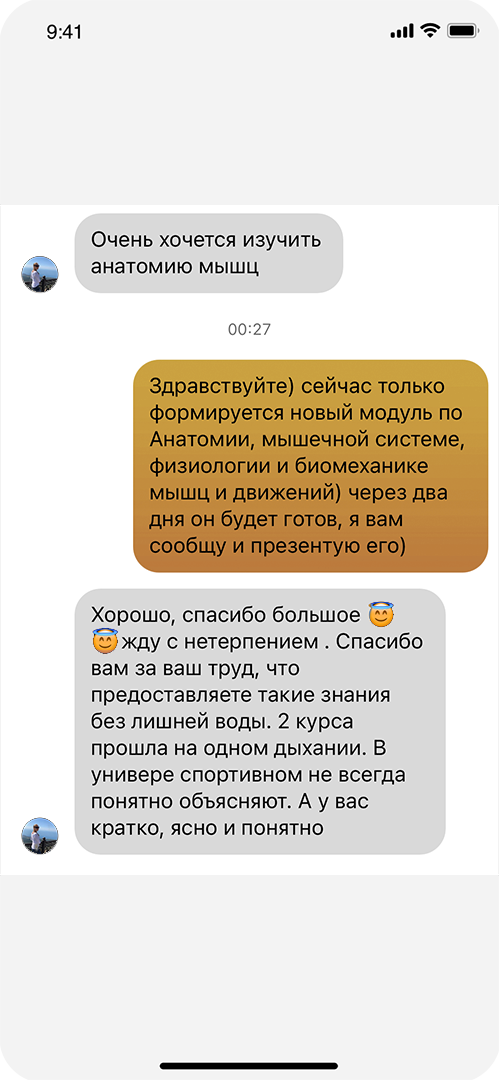 9:41
Очень хочется изучить
анатомию мышц
00:27
Здравствуйте) сейчас только
формируется новый модуль по
Анатомии, мышечной системе,
физиологии и биомеханике
мышц и движений) через два
дня он будет готов, я вам
сообщу и презентую его)
Хорошо, спасибо большое 😇
😇жду с нетерпением . Спасибо
вам за ваш труд, что
предоставляете такие знания
без лишней воды. 2 курса
прошла на одном дыхании. В
универе спортивном не всегда
понятно объясняют. А у вас
кратко, ясно и понятно